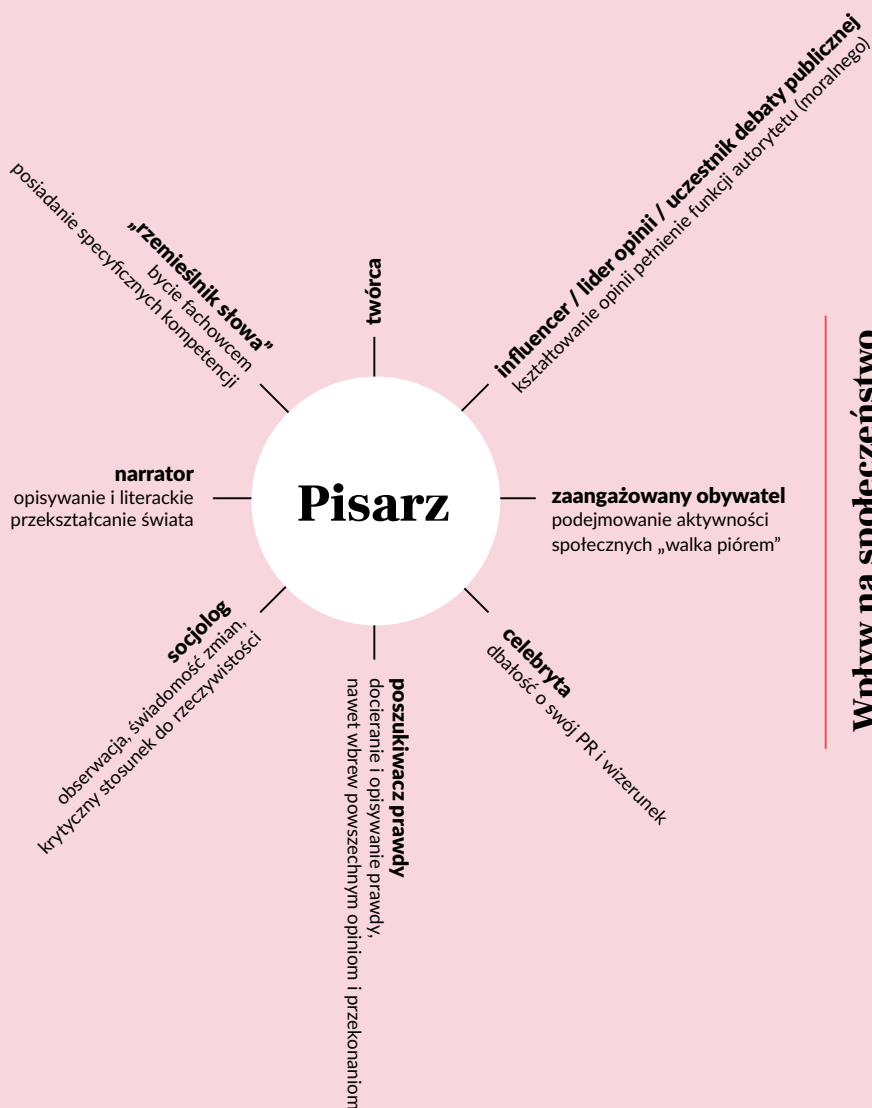 Pisarz
twórca
influencer / lider opinii / uczestnik debaty publicznej
kształtowanie opinii pełnienie funkcji autorytetu (moralnego)
zaangażowany obywatel
podejmowanie aktywności
społecznych „walka piórem”
celebryta
dbałość o swój PR i wizerunek
poszukiwacz prawdy
docieranie i opisywanie prawdy,
nawet wbrew powszechnym opiniom i przekonaniom
socjolog
obserwacja, świadomość zmian,
krytyczny stosunek do rzeczywistości
narrator
opisywanie i literackie
przekształcanie świata
„rzemieślnik słowa”
bycie fachowcem
posiadanie specyficznych kompetencji
Wpływ na społeczeństwo